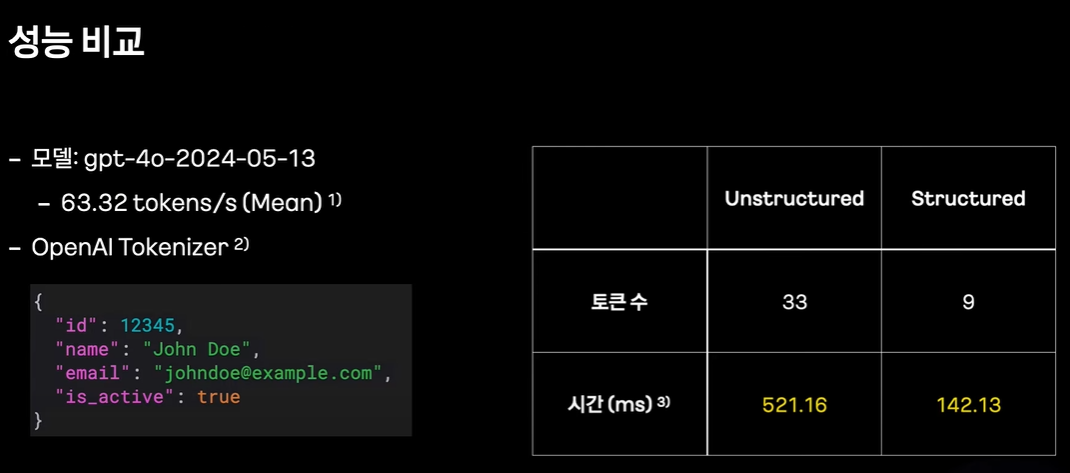 성능 비교
– 모델: gpt-4o-2024-05-13
– 63.32 tokens/s (Mean) 1)
– OpenAI Tokenizer 2)
{
"id": 12345,
"name": "John Doe",
"email": "johndoe@example.com",
"is_active": true
}
Unstructured Structured
토큰 수 33 9
시간 (ms) 3) 521.16 142.13